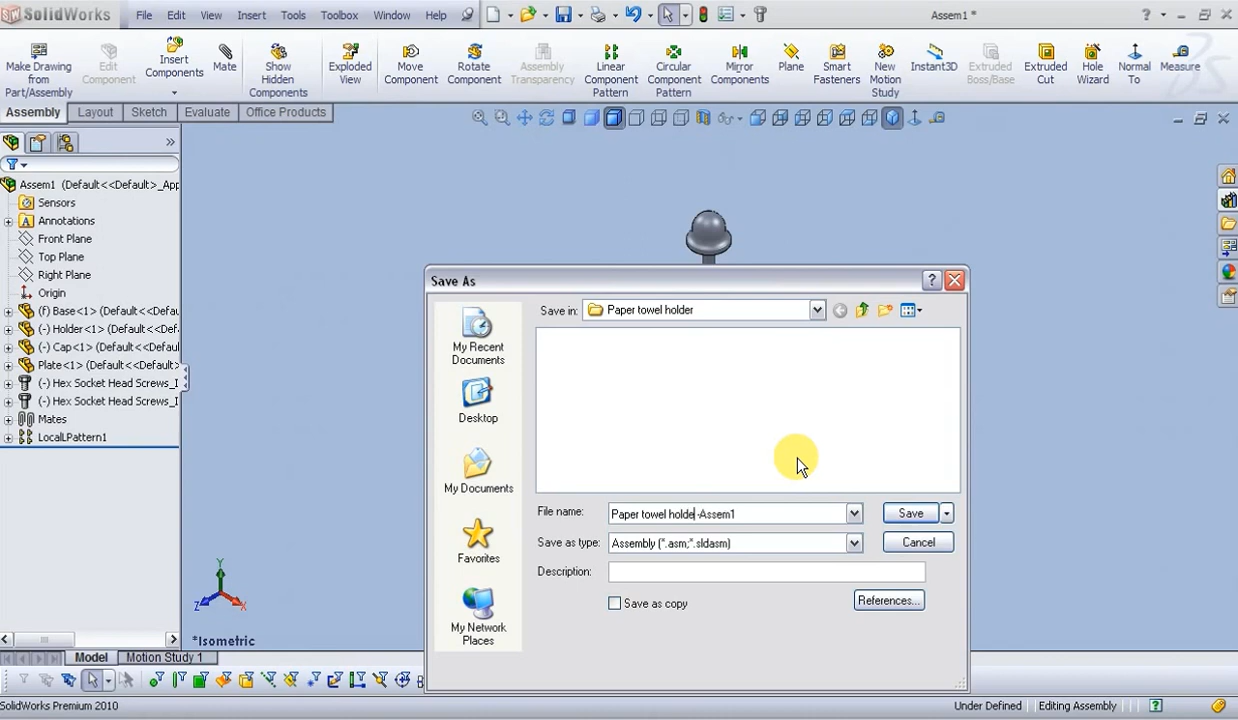 SolidWorks File Edit View Insert Tools Toolbox Window Help Assem1 *
Make Drawing from Part/Assembly
Edit Component
Insert Components
Mate
Show Hidden Components
Exploded View
Move Component
Rotate Component
Assembly Transparency
Linear Component Pattern
Circular Component Pattern
Mirror Components
Plane
Smart Fasteners
New Motion Study
Instant3D
Extruded Boss/Base
Extruded Cut
Hole Wizard
Normal To
Measure
Assembly Layout Sketch Evaluate Office Products
Assem1 (Default<<Default>_App
Sensors
Annotations
Front Plane
Top Plane
Right Plane
Origin
(f) Base<1> (Default<<Defau
(-) Holder<1> (Default<<Def
(-) Cap<1> (Default<<Defaul
Plate<1> (Default<<Default>
(-) Hex Socket Head Screws_I
(-) Hex Socket Head Screws_I
Mates
LocalLPattern1
Save As
Save in: Paper towel holder
My Recent Documents
Desktop
My Documents
Favorites
My Network Places
File name: Paper towel holde -Assem1 Save
Save as type: Assembly (*.asm;*.sldasm) Cancel
Description:
Save as copy References...
Y
Z X
*Isometric
Model Motion Study 1
SolidWorks Premium 2010 Under Defined Editing Assembly